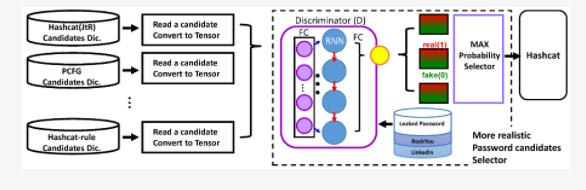 Hashcat(JtR)
Candidates Dic.
Read a candidate
Convert to Tensor
PCFG
Candidates Dic.
Read a candidate
Convert to Tensor
Hashcat-rule
Candidates Dic.
Read a candidate
Convert to Tensor
Discriminator (D)
FC
RNN
FC
real(1)
fake(0)
MAX
Probability
Selector
Hashcat
Leaked Password
RockYou
LinkedIn
More realistic
Password candidates
Selector